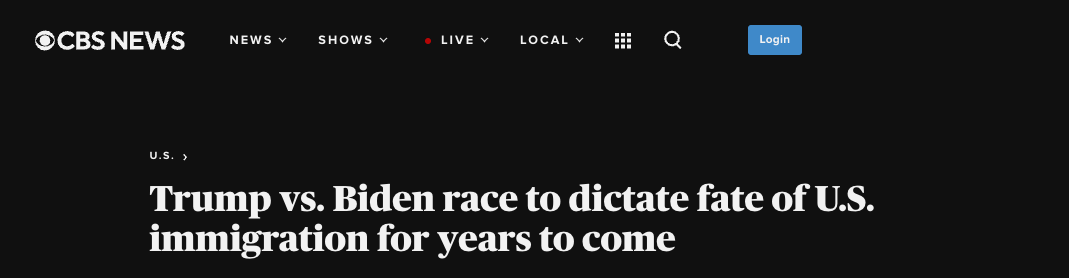 CBS NEWS NEWS SHOWS LIVE LOCAL Login
U.S. ›
Trump vs. Biden race to dictate fate of U.S.
immigration for years to come